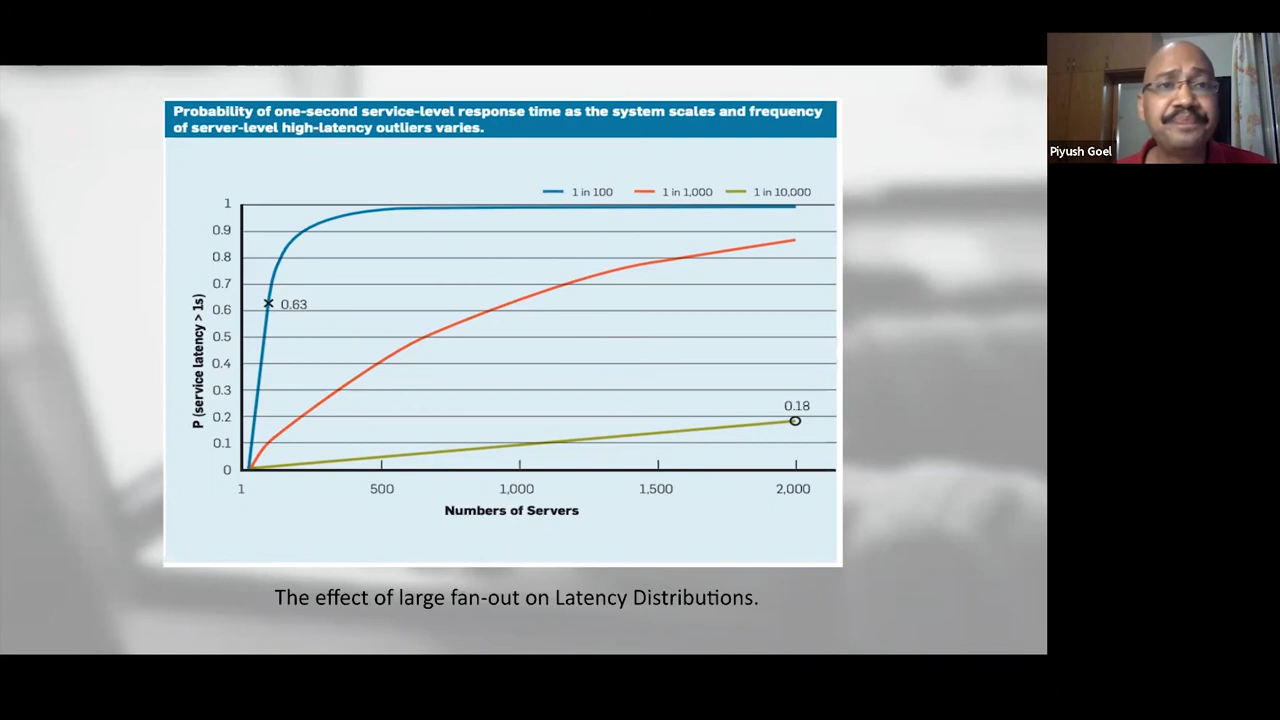 Probability of one-second service-level response time as the system scales and frequency
of server-level high-latency outliers varies.
1 in 100
1 in 1,000
1 in 10,000
P (service latency > 1s)
1
0.9
0.8
0.7
0.6
0.5
0.4
0.3
0.2
0.1
0
0.63
0.18
1
500
1,000
1,500
2,000
Numbers of Servers
The effect of large fan-out on Latency Distributions.
Piyush Goel